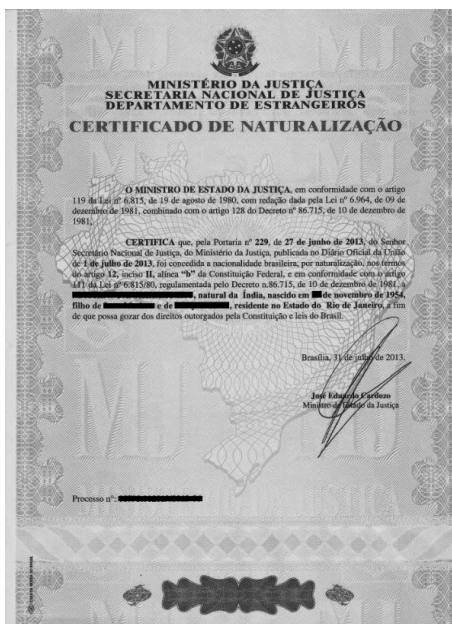 MINISTÉRIO DA JUSTIÇA
SECRETARIA NACIONAL DE JUSTIÇA
DEPARTAMENTO DE ESTRANGEIROS
CERTIFICADO DE NATURALIZAÇÃO
O MINISTRO DE ESTADO DA JUSTIÇA, em conformidade com o artigo
119 da Lei nº 6.815, de 19 de agosto de 1980, com redação dada pela Lei nº 6.964, de 09 de
dezembro de 1981, combinado com o artigo 128 do Decreto nº 86.715, de 10 de dezembro de
1981,
CERTIFICA que, pela Portaria nº 229, de 27 de junho de 2013, do Senhor
Secretário Nacional de Justiça, do Ministério da Justiça, publicada no Diário Oficial da União
de 1 de julho de 2013, foi concedida a nacionalidade brasileira, por naturalização, nos termos
do artigo 12, inciso II, alínea "b" da Constituição Federal, e em conformidade com o artigo
111 da Lei nº 6.815/80, regulamentada pelo Decreto n.86.715, de 10 de dezembro de 1981, a
, natural da Índia, nascido em de novembro de 1954,
filho de e de , residente no Estado do Rio de Janeiro, a fim
de que possa gozar dos direitos outorgados pela Constituição e leis do Brasil.
Brasília, 31 de julho de 2013.
José Eduardo Cardozo
Ministro de Estado da Justiça
Processo nº:
MJ